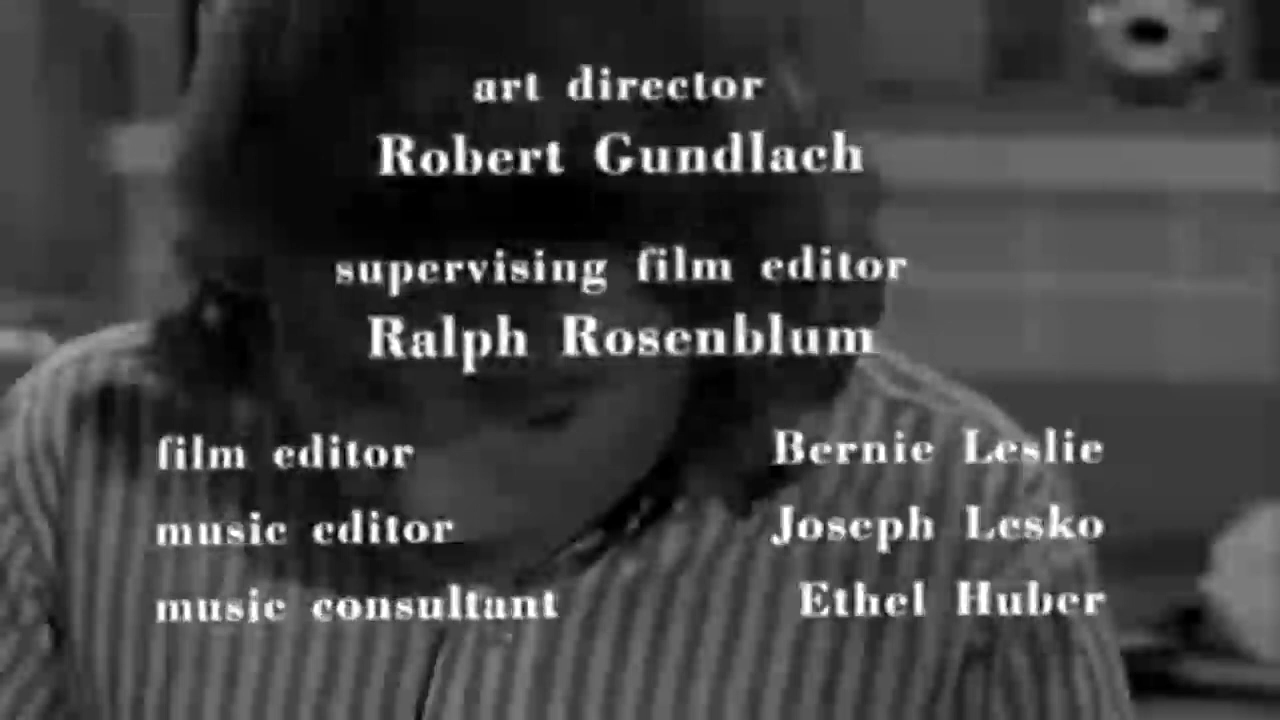 art director
Robert Gundlach
supervising film editor
Ralph Rosenblum
film editor Bernie Leslie
music editor Joseph Lesko
music consultant Ethel Huber